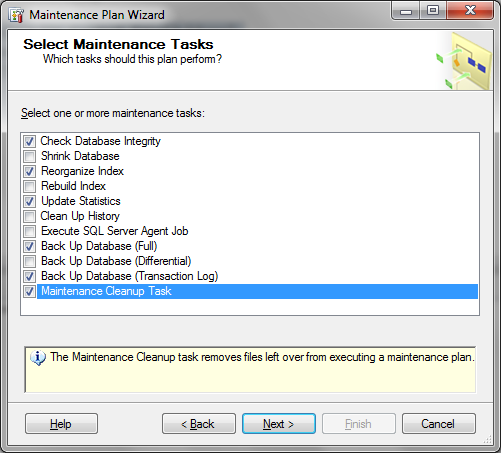 Maintenance Plan Wizard
Select Maintenance Tasks
Which tasks should this plan perform?
Select one or more maintenance tasks:
Check Database Integrity
Shrink Database
Reorganize Index
Rebuild Index
Update Statistics
Clean Up History
Execute SQL Server Agent Job
Back Up Database (Full)
Back Up Database (Differential)
Back Up Database (Transaction Log)
Maintenance Cleanup Task
The Maintenance Cleanup task removes files left over from executing a maintenance plan.
Help < Back Next > Finish Cancel